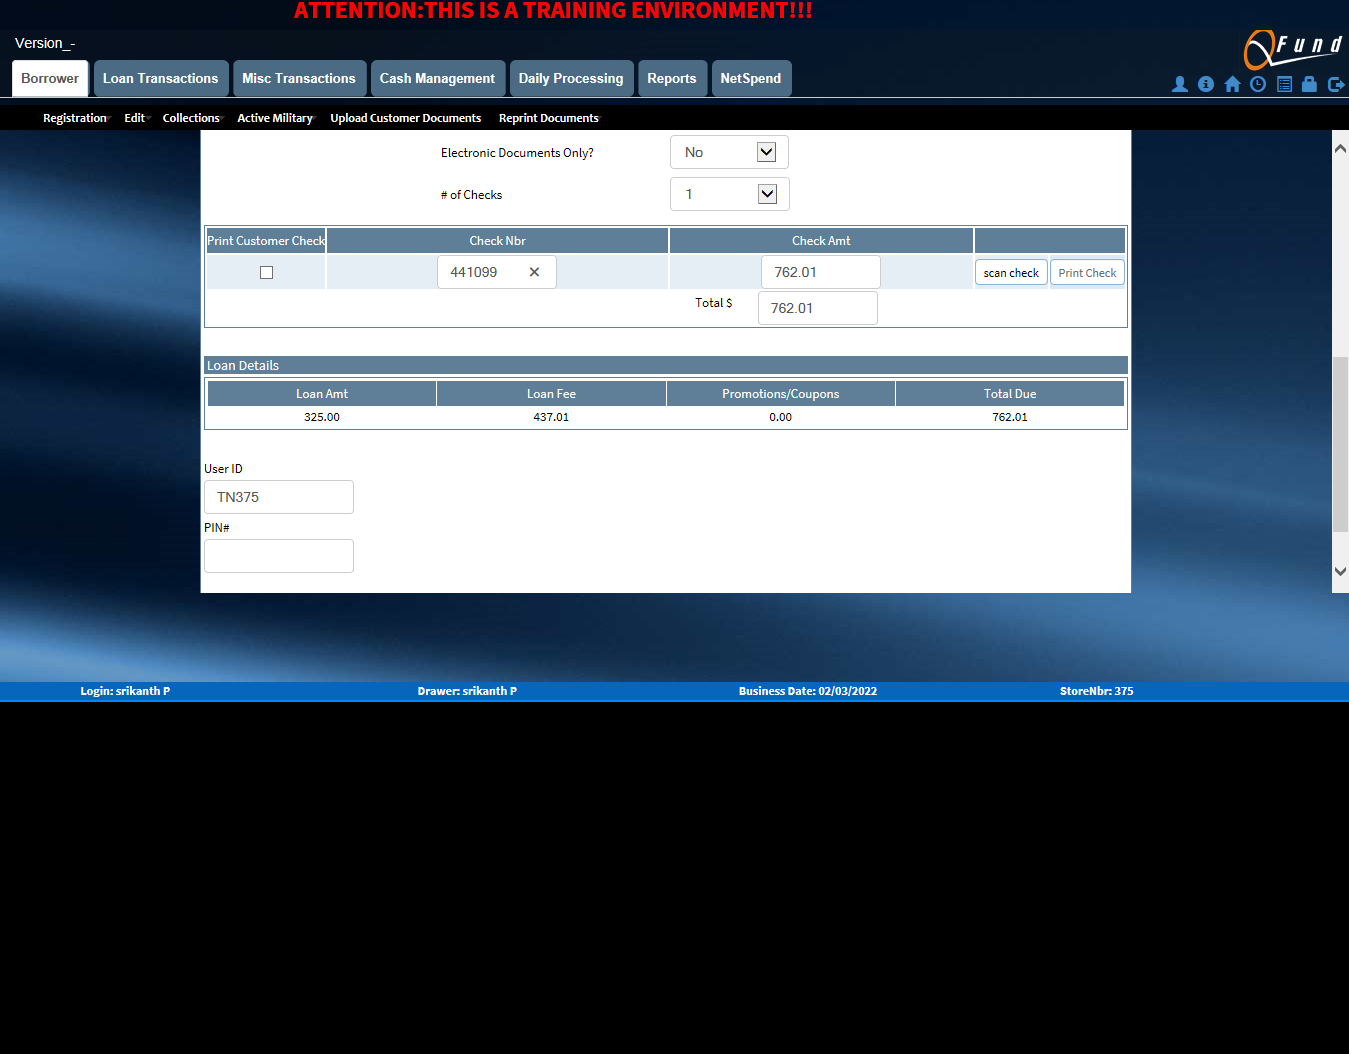 ATTENTION:THIS IS A TRAINING ENVIRONMENT!!!
Version_-
QFund
Borrower Loan Transactions Misc Transactions Cash Management Daily Processing Reports NetSpend
Registration Edit Collections Active Military Upload Customer Documents Reprint Documents
Electronic Documents Only? No
# of Checks 1
Print Customer Check Check Nbr Check Amt
441099 762.01 scan check Print Check
Total $ 762.01
Loan Details
Loan Amt Loan Fee Promotions/Coupons Total Due
325.00 437.01 0.00 762.01
User ID
TN375
PIN#
Login: srikanth P Drawer: srikanth P Business Date: 02/03/2022 StoreNbr: 375